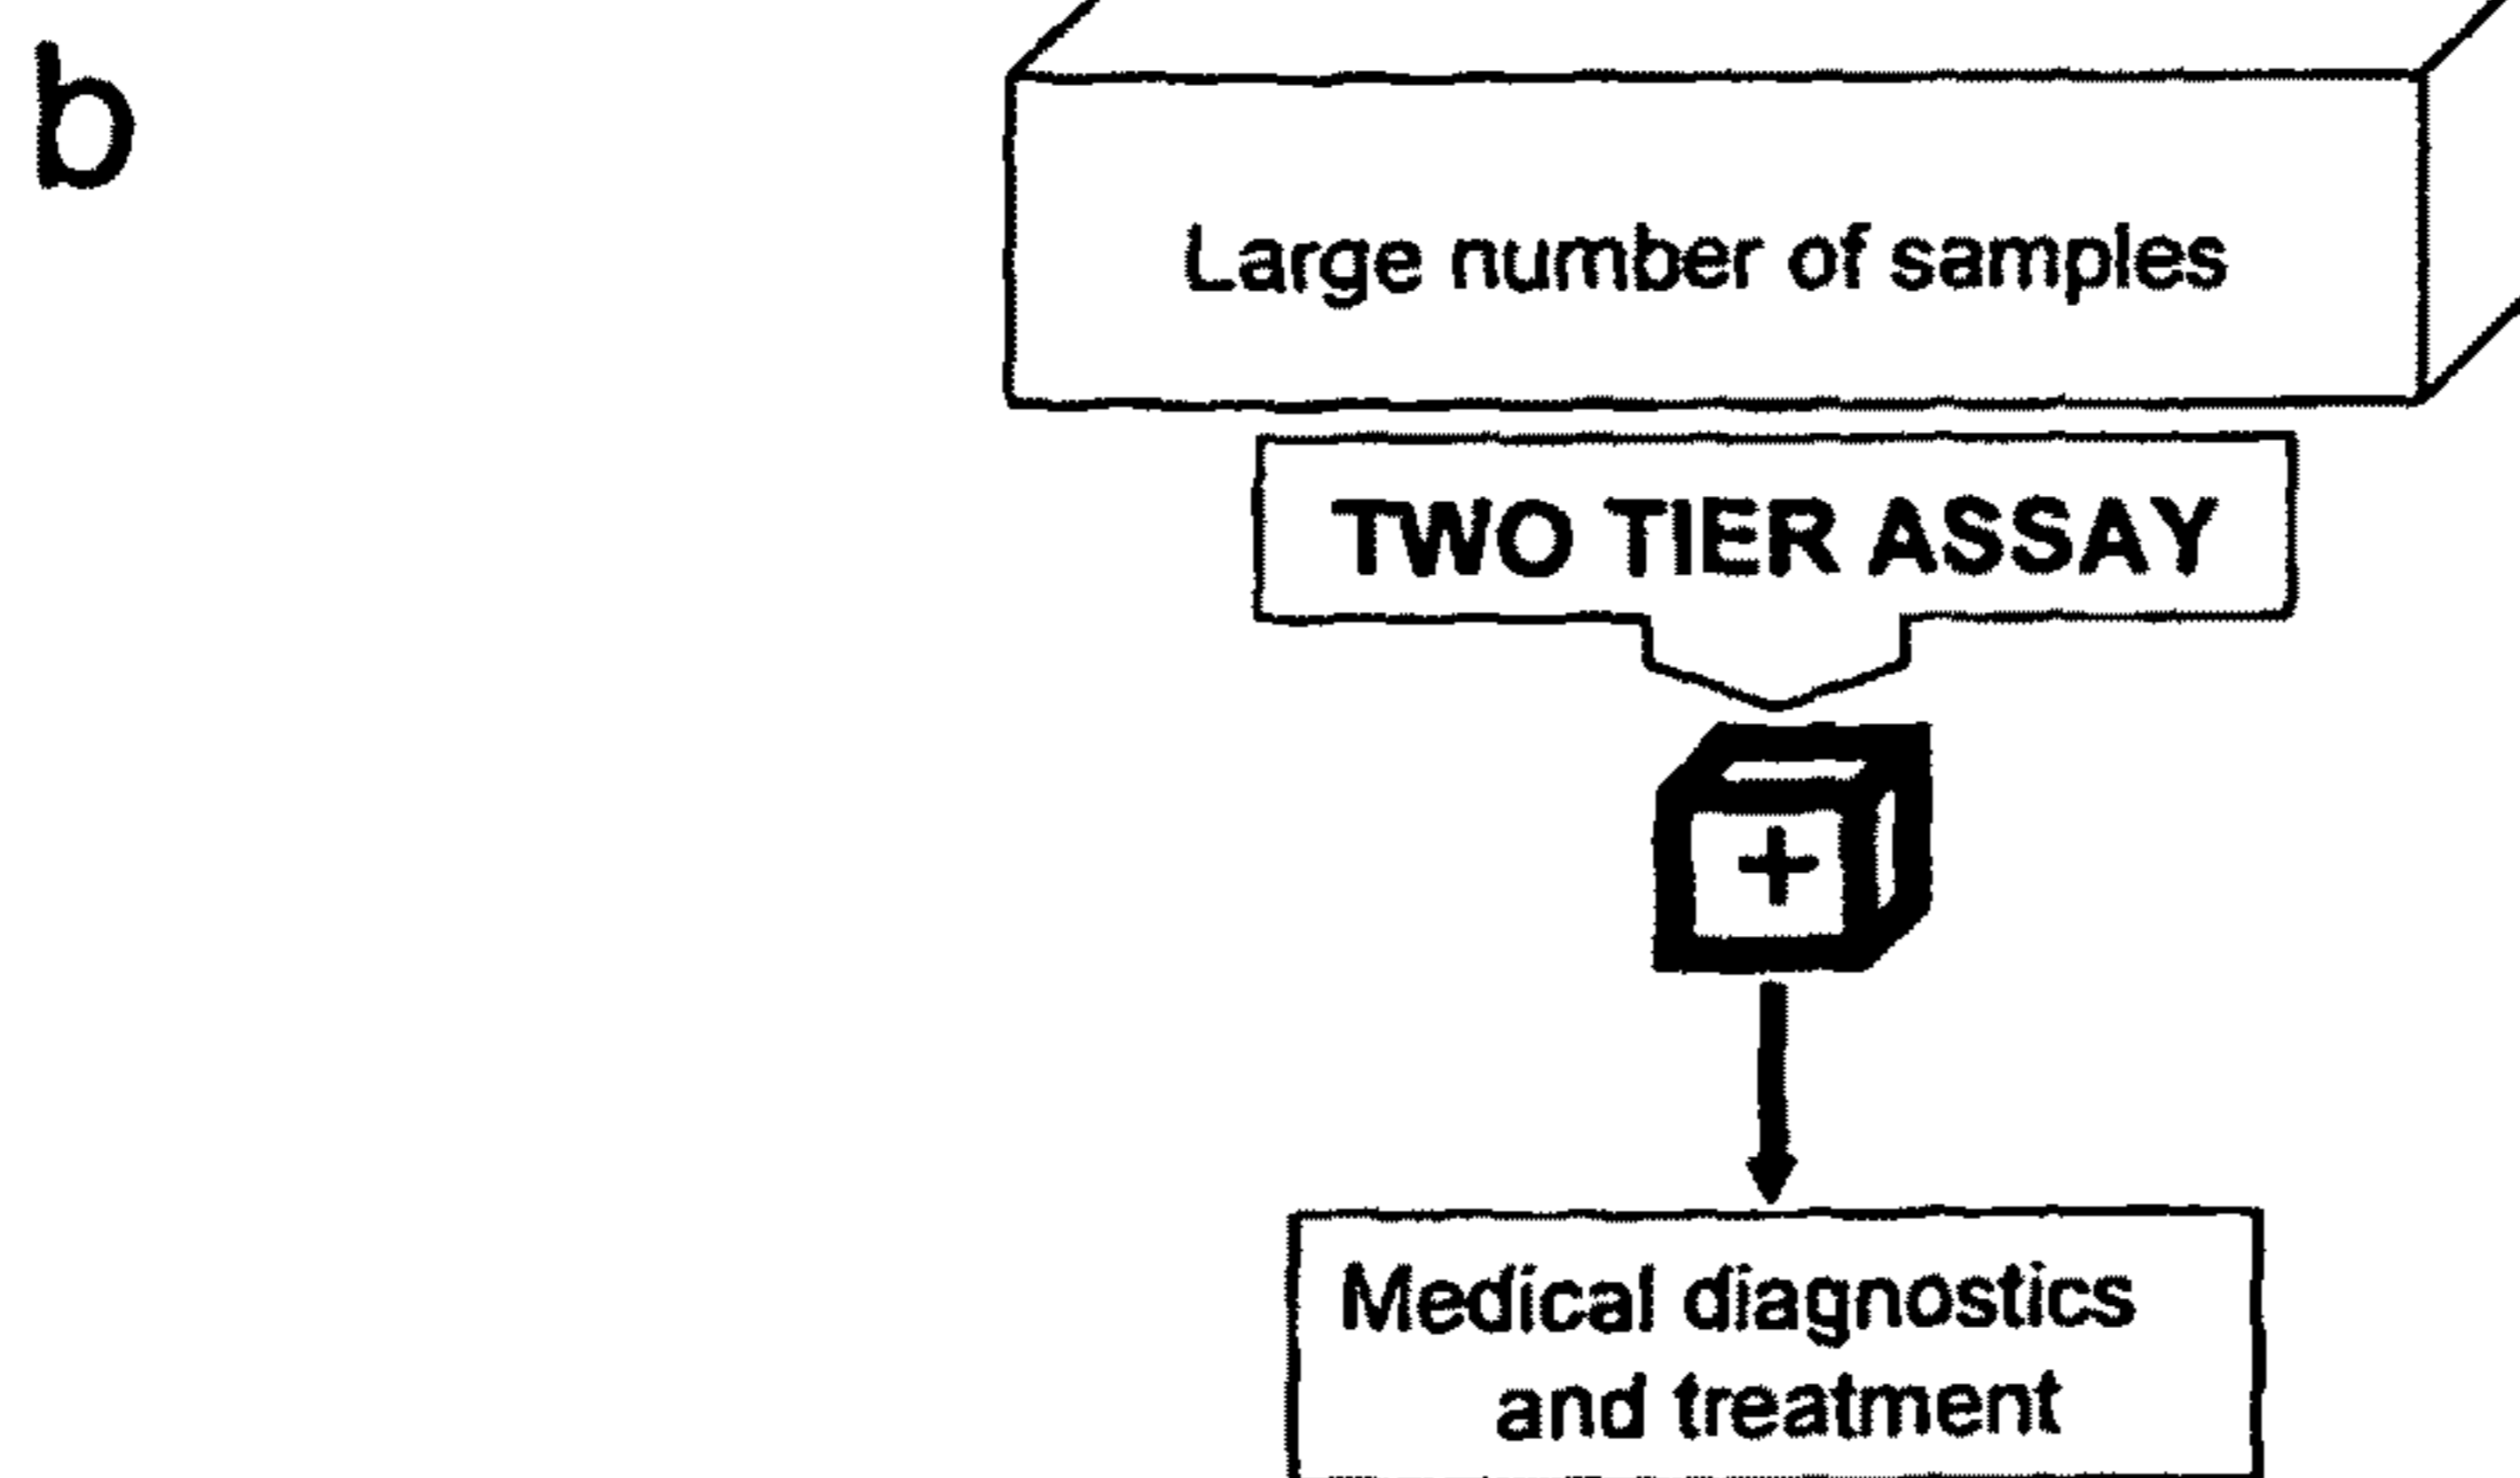 b
Large number of samples
TWO TIER ASSAY
+
Medical diagnostics
and treatment